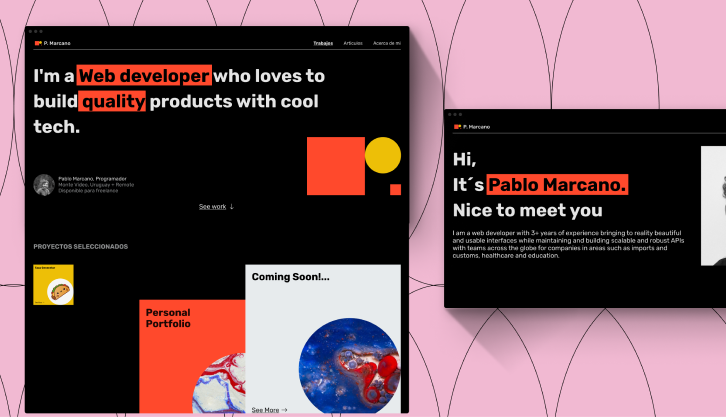 P. Marcano
Trabajos
Artículos
Acerca de mi
I'm a Web developer who loves to
build quality products with cool
tech.
Pablo Marcano, Programador
Monte Video, Uruguay + Remoto
Disponible para freelance
See work ↓
PROYECTOS SELECCIONADOS
Personal
Portfolio
Coming Soon!...
See More →
P. Marcano
Hi,
It´s Pablo Marcano.
Nice to meet you
I am a web developer with 3+ years of experience bringing to reality beautiful
and usable interfaces while maintaining and building scalable and robust APIs
with teams across the globe for companies in areas such as imports and
customs, healthcare and education.